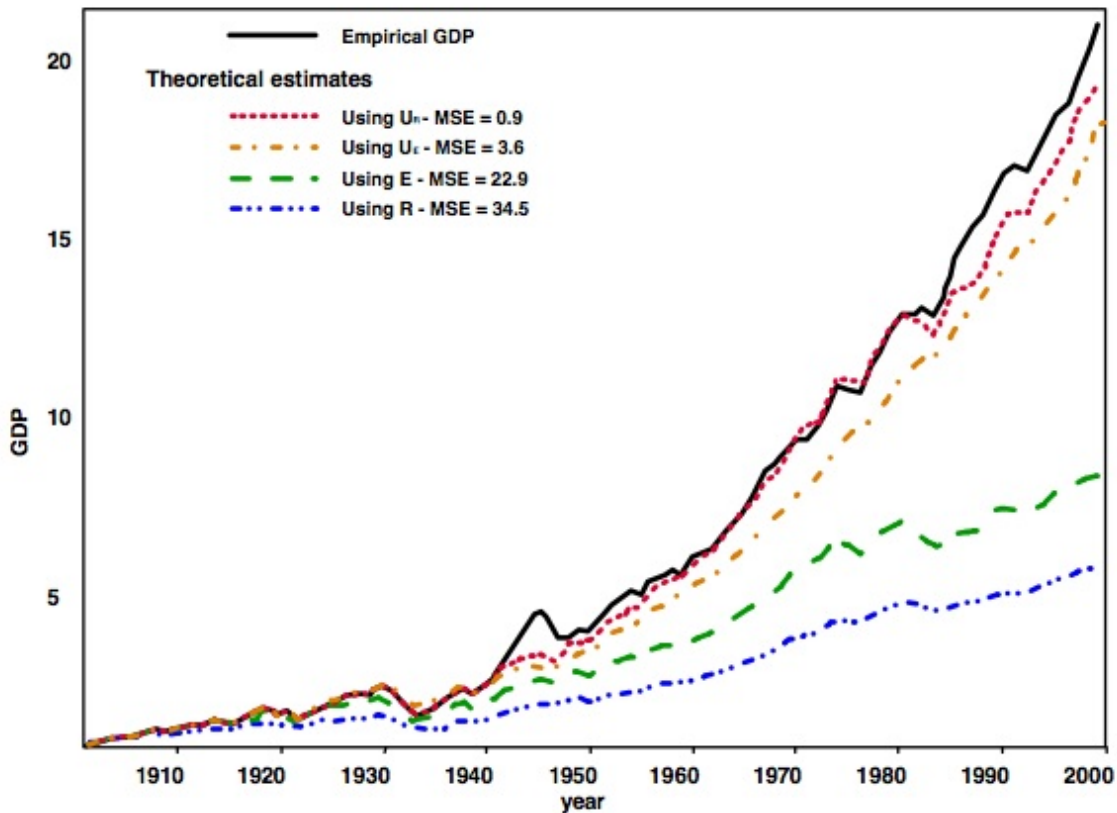 Empirical GDP
Theoretical estimates
Using Uₙ - MSE = 0.9
Using Uε - MSE = 3.6
Using E - MSE = 22.9
Using R - MSE = 34.5
20
15
10
5
GDP
1910 1920 1930 1940 1950 1960 1970 1980 1990 2000
year